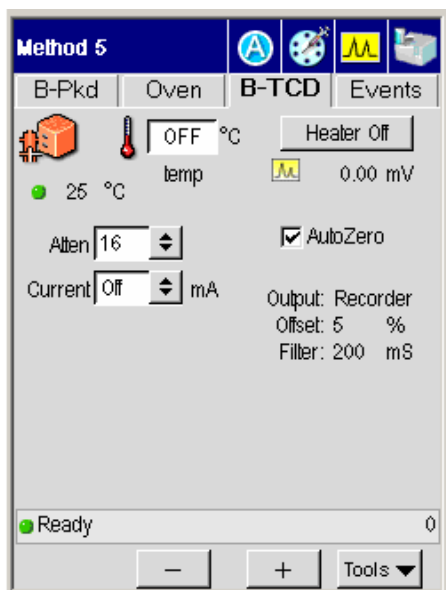 Method 5
A
B-Pkd Oven B-TCD Events
OFF °C Heater Off
temp
25 °C 0.00 mV
Atten 16 AutoZero
Current Off mA
Output: Recorder
Offset: 5 %
Filter: 200 mS
Ready 0
− + Tools